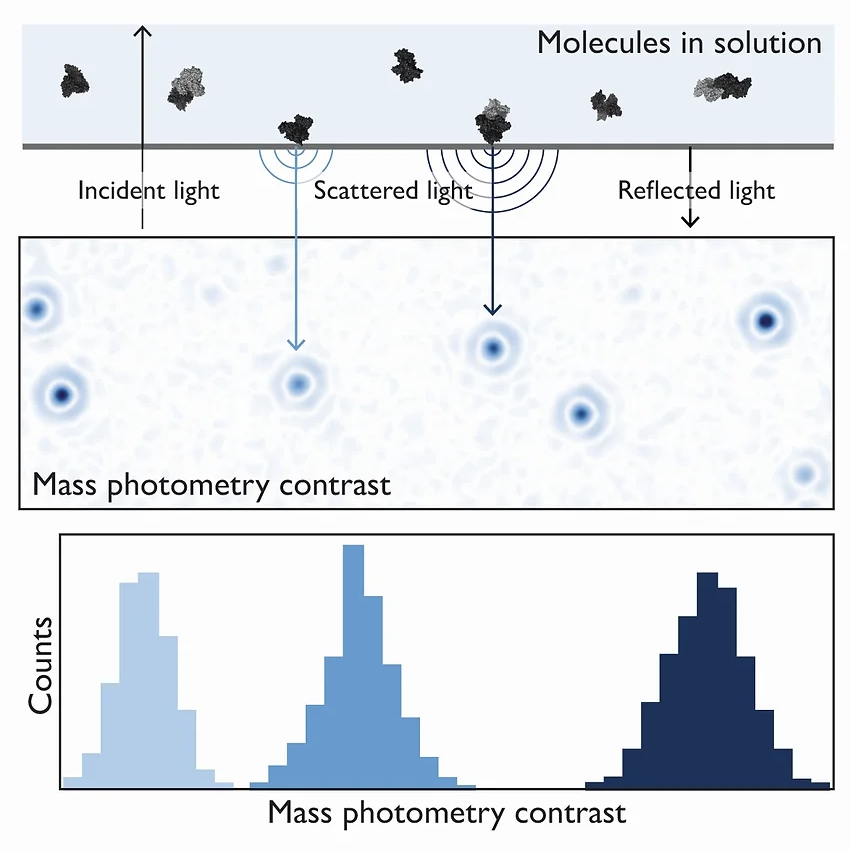 Molecules in solution
Incident light
Scattered light
Reflected light
Mass photometry contrast
Counts
Mass photometry contrast